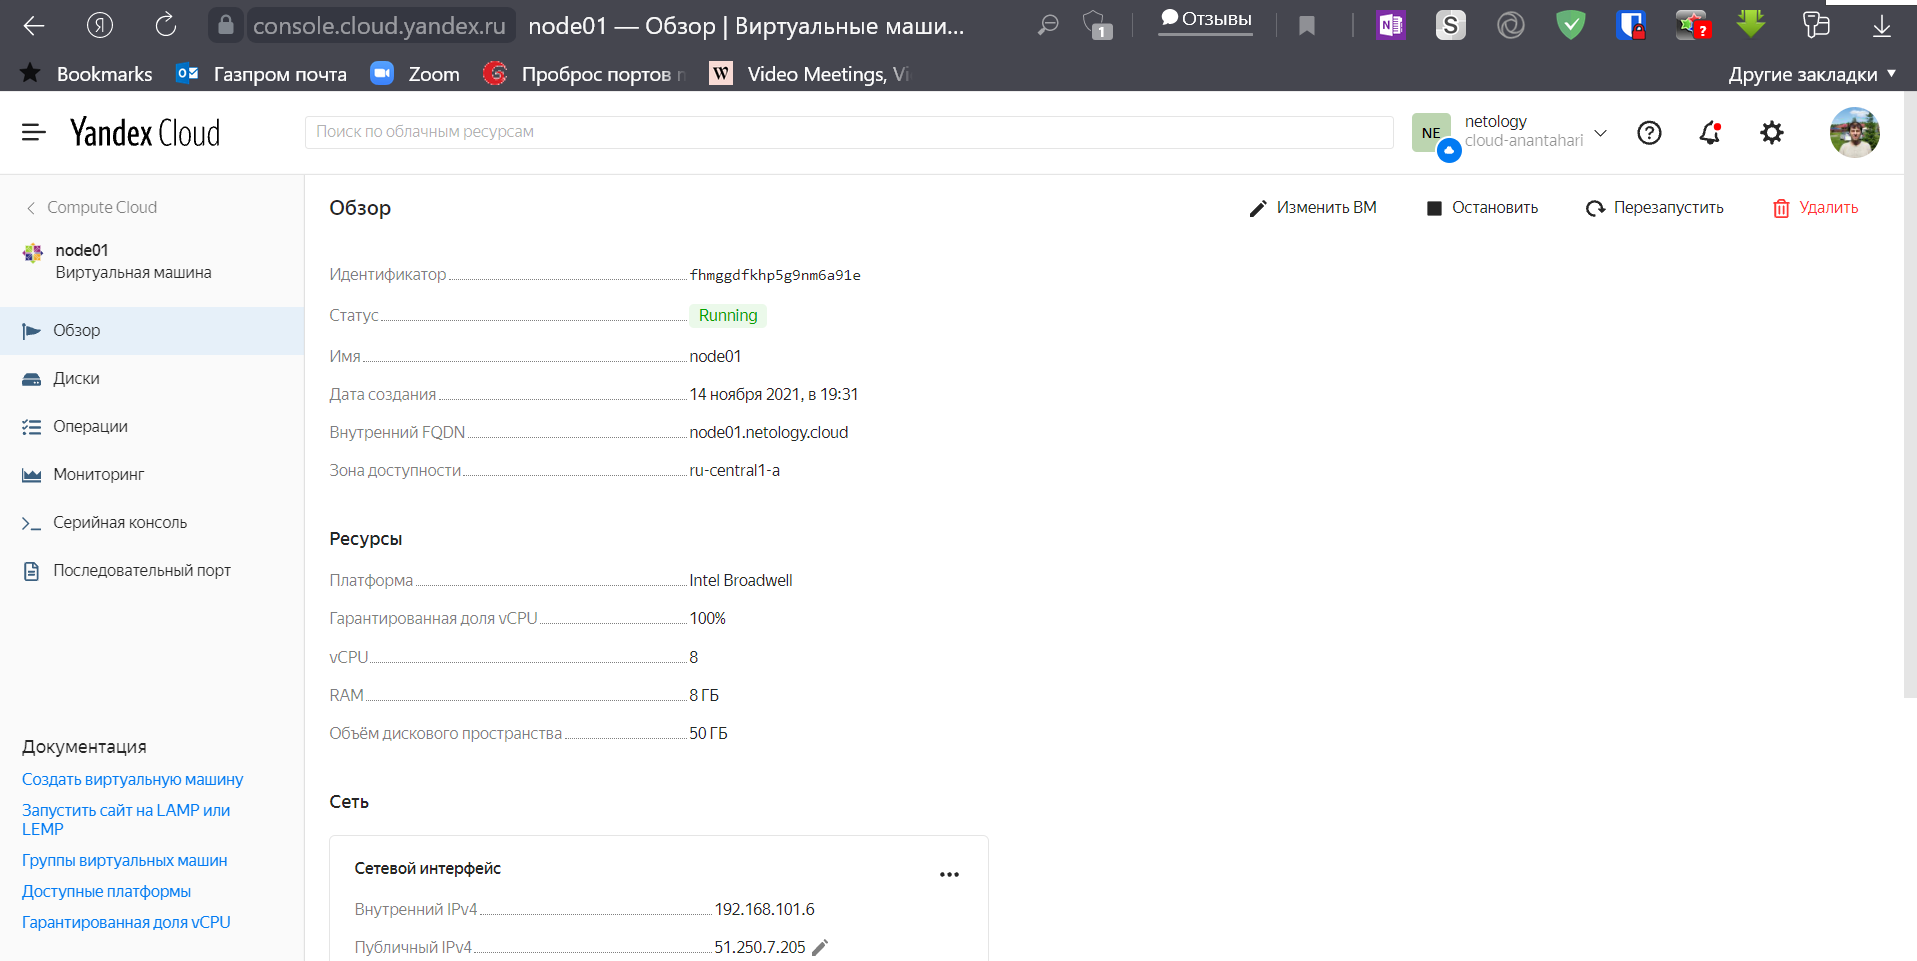 console.cloud.yandex.ru node01 — Обзор | Виртуальные маши... 1 Отзывы
Bookmarks Газпром почта Zoom Проброс портов Video Meetings, Другие закладки
Yandex Cloud Поиск по облачным ресурсам NE netology
cloud-anantahari
Compute Cloud
node01
Виртуальная машина
Обзор
Диски
Операции
Мониторинг
Серийная консоль
Последовательный порт
Документация
Создать виртуальную машину
Запустить сайт на LAMP или
LEMP
Группы виртуальных машин
Доступные платформы
Гарантированная доля vCPU
Обзор Изменить ВМ Остановить Перезапустить Удалить
Идентификатор fhmggdfkhp5g9nm6a91e
Статус Running
Имя node01
Дата создания 14 ноября 2021, в 19:31
Внутренний FQDN node01.netology.cloud
Зона доступности ru-central1-a
Ресурсы
Платформа Intel Broadwell
Гарантированная доля vCPU 100%
vCPU 8
RAM 8 ГБ
Объём дискового пространства 50 ГБ
Сеть
Сетевой интерфейс
Внутренний IPv4 192.168.101.6
Публичный IPv4 51.250.7.205